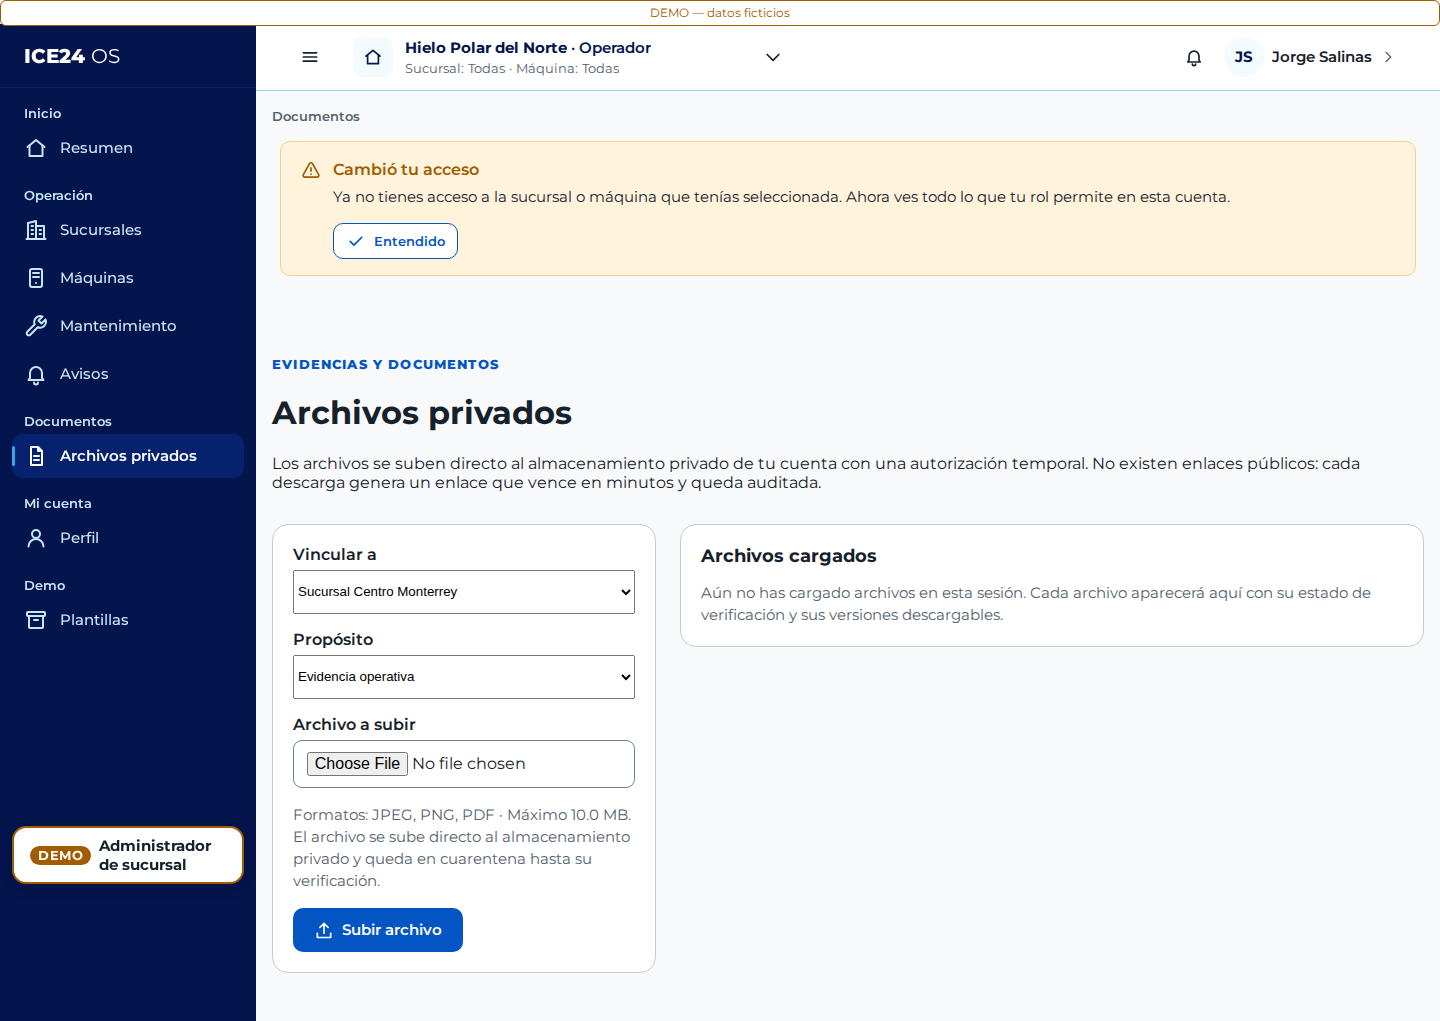 DEMO — datos ficticios
ICE24 OS
Inicio
Resumen
Operación
Sucursales
Máquinas
Mantenimiento
Avisos
Documentos
Archivos privados
Mi cuenta
Perfil
Demo
Plantillas
DEMO
Administrador
de sucursal
Hielo Polar del Norte · Operador
Sucursal: Todas · Máquina: Todas
JS
Jorge Salinas
Documentos
Cambió tu acceso
Ya no tienes acceso a la sucursal o máquina que tenías seleccionada. Ahora ves todo lo que tu rol permite en esta cuenta.
Entendido
EVIDENCIAS Y DOCUMENTOS
Archivos privados
Los archivos se suben directo al almacenamiento privado de tu cuenta con una autorización temporal. No existen enlaces públicos: cada
descarga genera un enlace que vence en minutos y queda auditada.
Vincular a
Sucursal Centro Monterrey
Propósito
Evidencia operativa
Archivo a subir
Choose File No file chosen
Formatos: JPEG, PNG, PDF · Máximo 10.0 MB.
El archivo se sube directo al almacenamiento
privado y queda en cuarentena hasta su
verificación.
Subir archivo
Archivos cargados
Aún no has cargado archivos en esta sesión. Cada archivo aparecerá aquí con su estado de
verificación y sus versiones descargables.